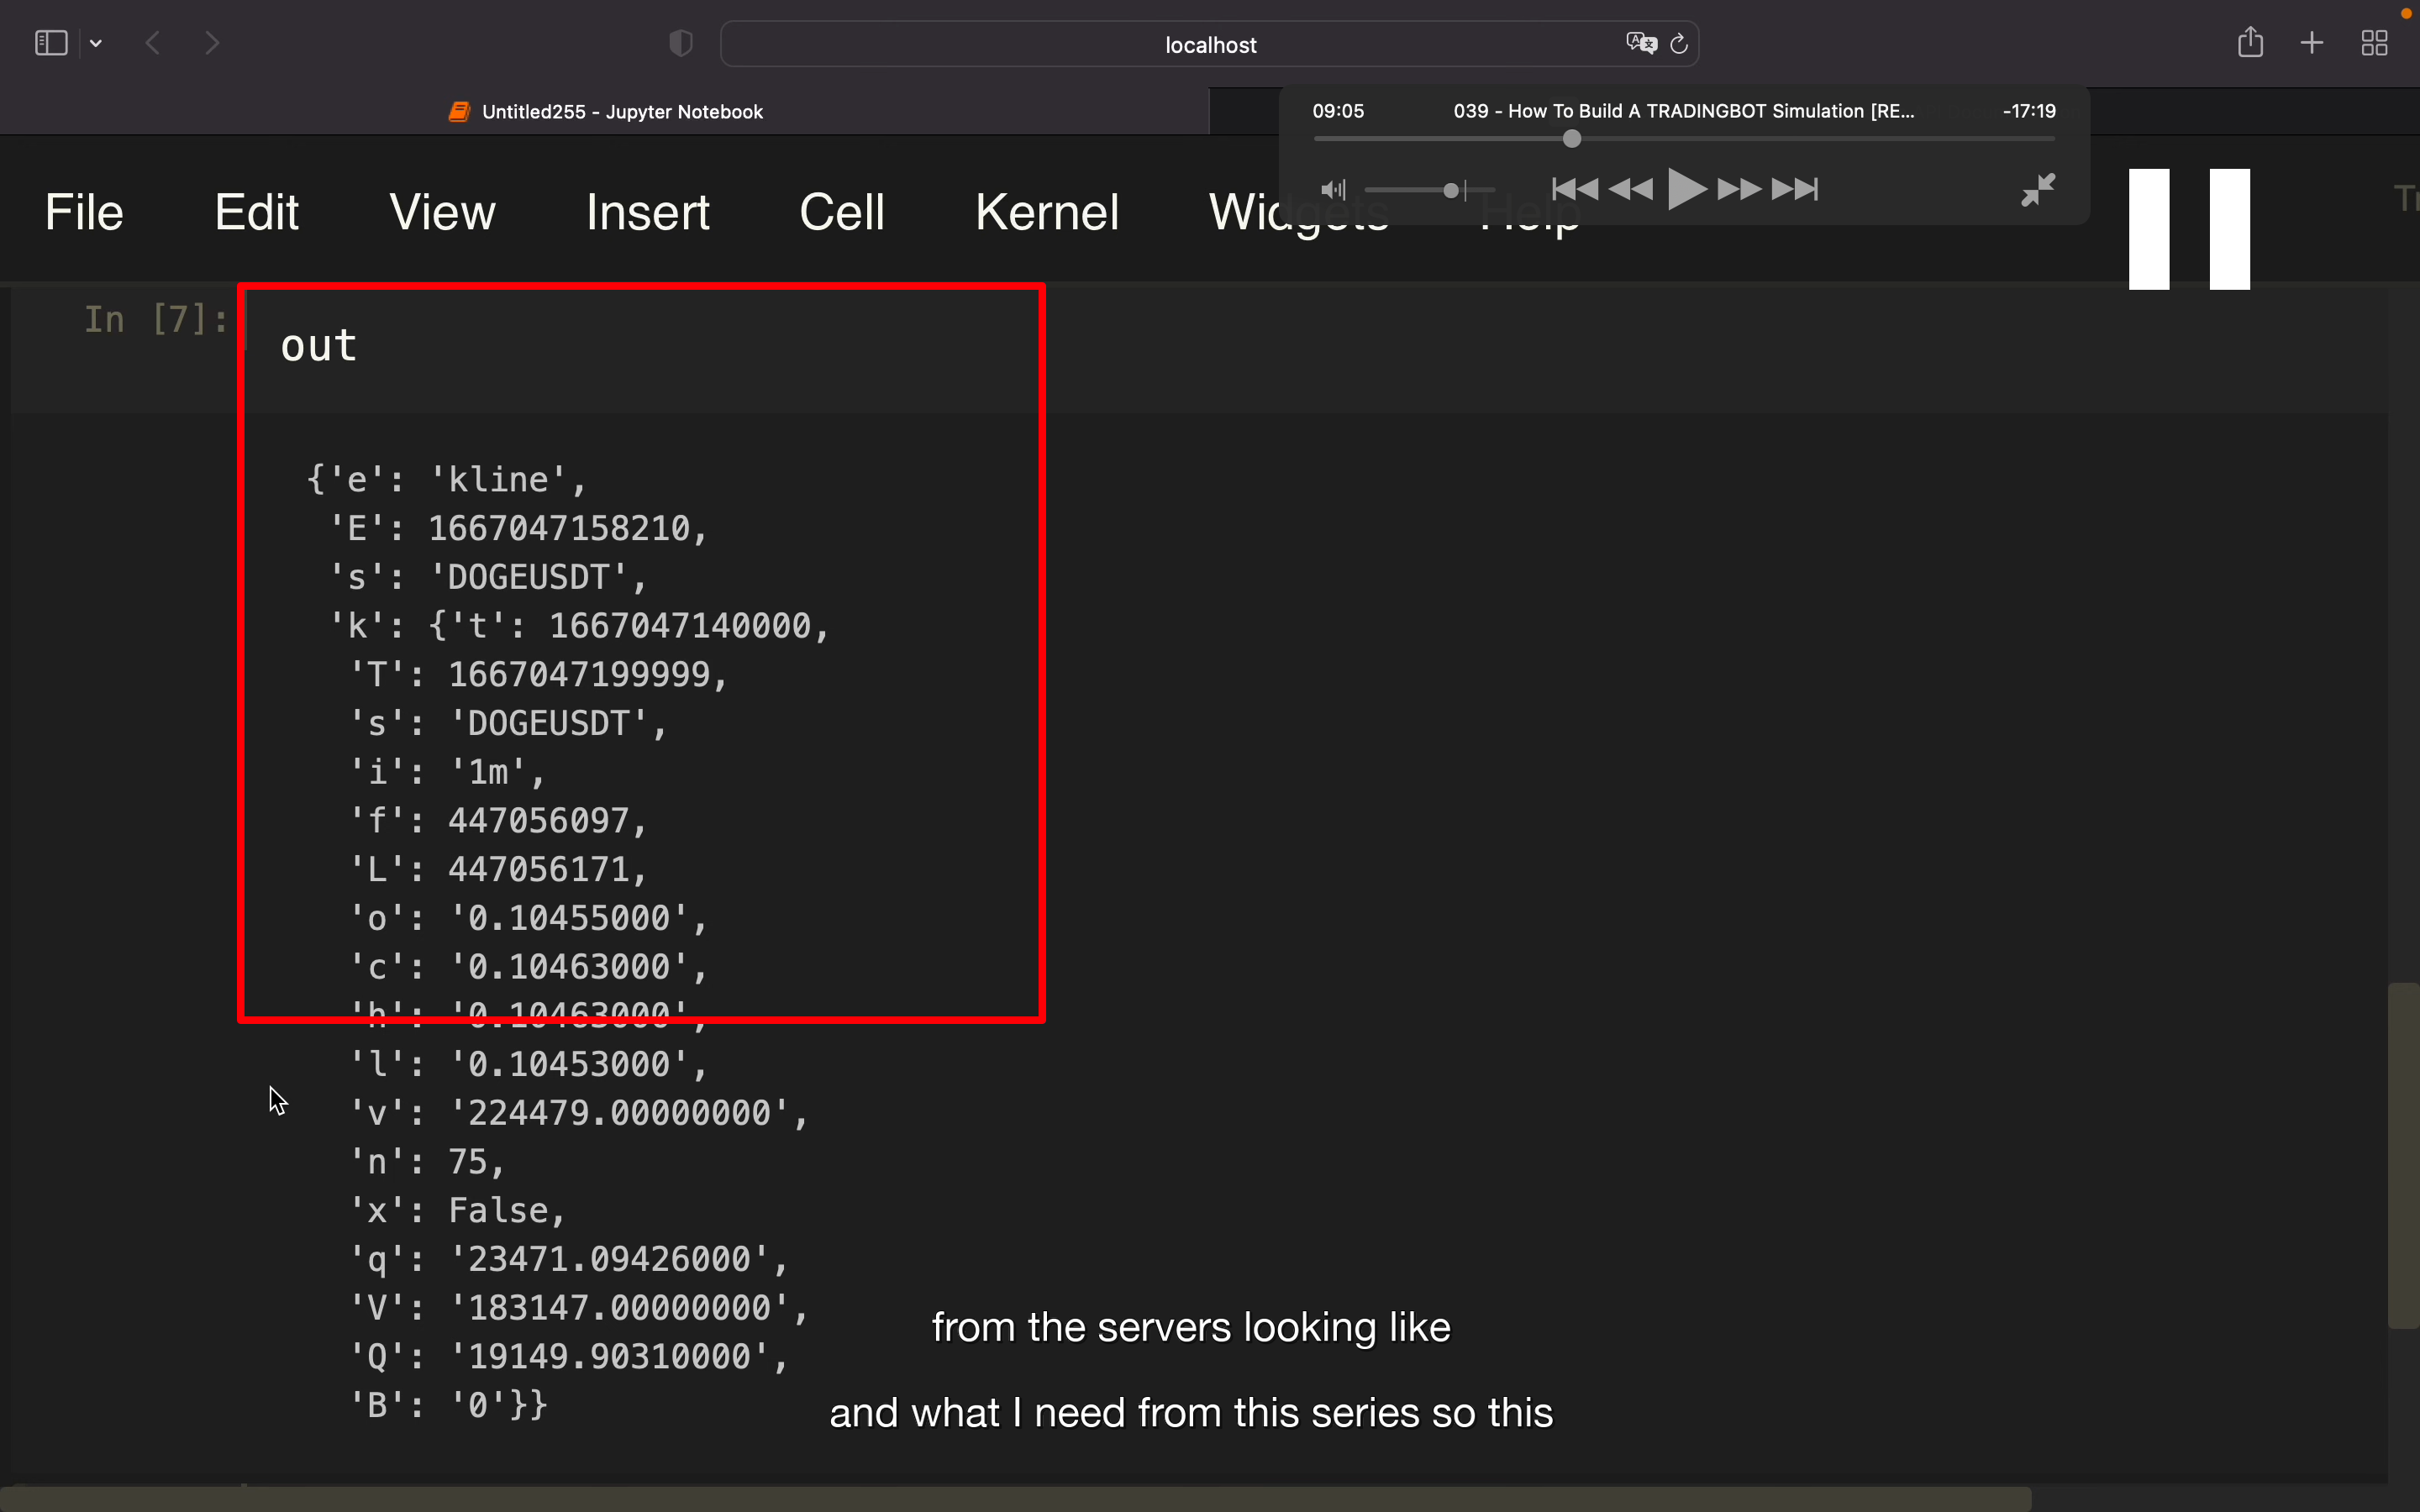 localhost
Untitled255 - Jupyter Notebook
09:05
039 - How To Build A TRADINGBOT Simulation [RE...
-17:19
File
Edit
View
Insert
Cell
Kernel
Widgets
Help
In [7]:
out
{'e': 'kline',
'E': 1667047158210,
's': 'DOGEUSDT',
'k': {'t': 1667047140000,
'T': 1667047199999,
's': 'DOGEUSDT',
'i': '1m',
'f': 447056097,
'L': 447056171,
'o': '0.10455000',
'c': '0.10463000',
'h': '0.10463000',
'l': '0.10453000',
'v': '224479.00000000',
'n': 75,
'x': False,
'q': '23471.09426000',
'V': '183147.00000000',
'Q': '19149.90310000',
'B': '0'}}
from the servers looking like
and what I need from this series so this